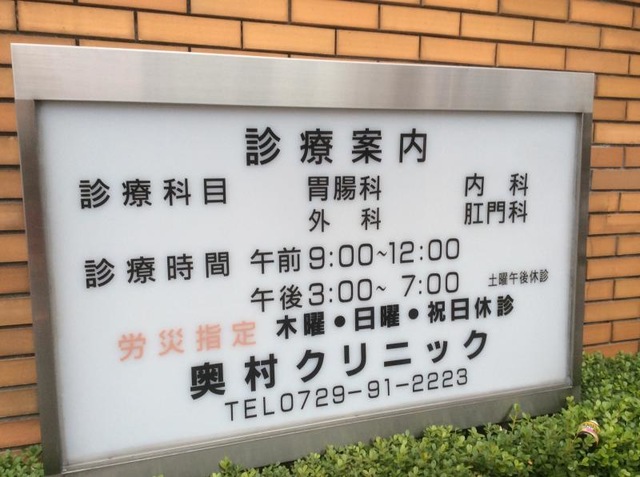 診療案内
診療科目 胃腸科 内科
外科 肛門科
診療時間 午前 9:00~12:00
午後 3:00~ 7:00 土曜午後休診
労災指定 木曜・日曜・祝日休診
奥村クリニック
TEL0729-91-2223